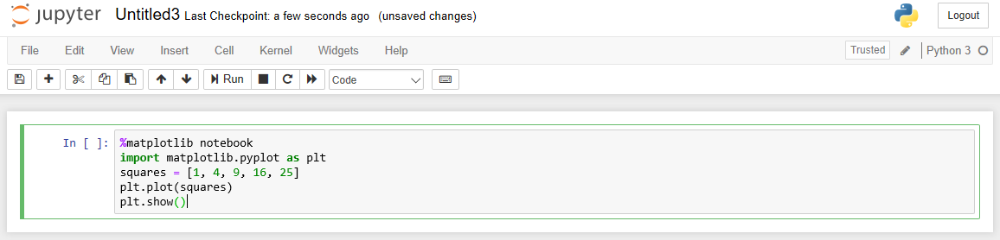 jupyter Untitled3 Last Checkpoint: a few seconds ago (unsaved changes) Logout
File Edit View Insert Cell Kernel Widgets Help Trusted Python 3
Run Code
In [ ]: %matplotlib notebook
import matplotlib.pyplot as plt
squares = [1, 4, 9, 16, 25]
plt.plot(squares)
plt.show()